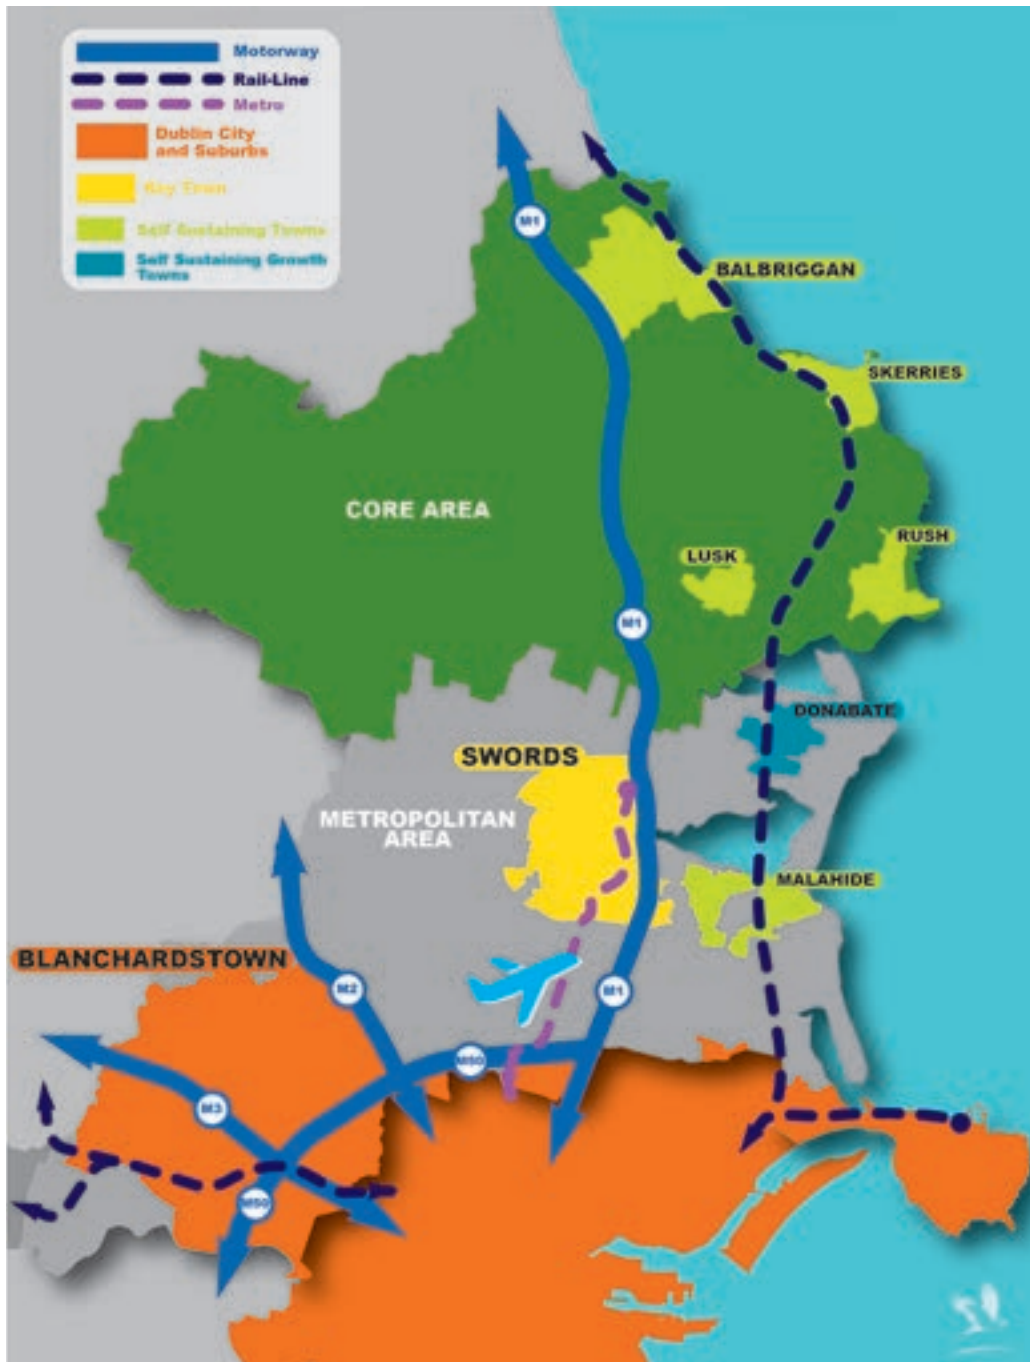 Motorway
Rail-Line
Metro
Dublin City
and Suburbs
Key Town
Self Sustaining Towns
Self Sustaining Growth
Towns
M1
BALBRIGGAN
SKERRIES
CORE AREA
RUSH
LUSK
M1
DONABATE
SWORDS
METROPOLITAN
AREA
MALAHIDE
BLANCHARDSTOWN
M2
M1
M50
M3
M50